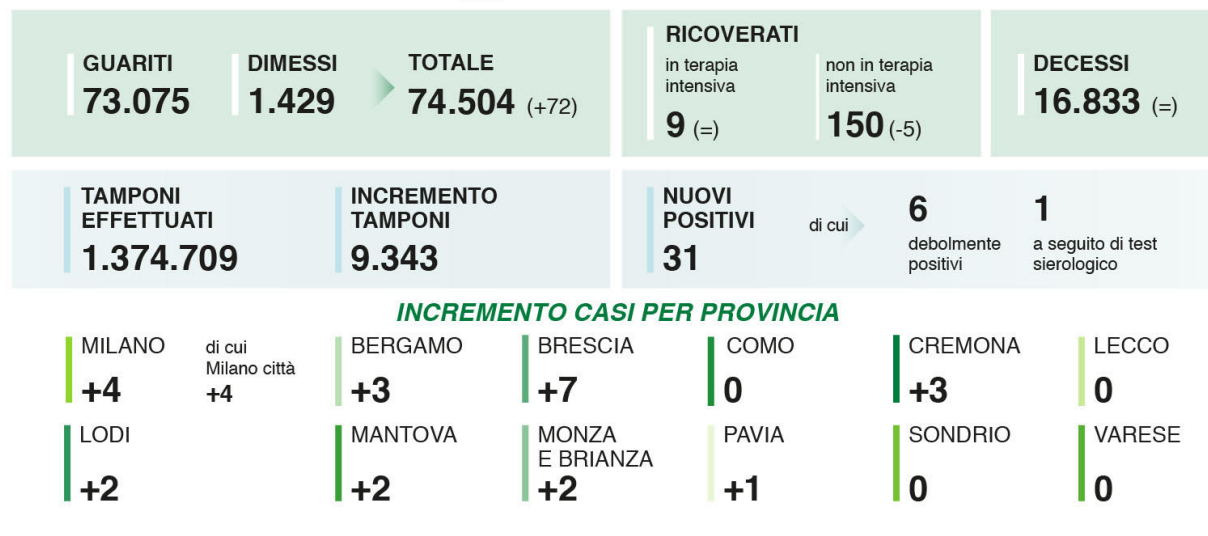 GUARITI
73.075
DIMESSI
1.429
TOTALE
74.504 (+72)
RICOVERATI
in terapia
intensiva
9 (=)
non in terapia
intensiva
150 (-5)
DECESSI
16.833 (=)
TAMPONI
EFFETTUATI
1.374.709
INCREMENTO
TAMPONI
9.343
NUOVI
POSITIVI
31
di cui
6
debolmente
positivi
1
a seguito di test
sierologico
INCREMENTO CASI PER PROVINCIA
MILANO
+4
di cui
Milano città
+4
BERGAMO
+3
BRESCIA
+7
COMO
0
CREMONA
+3
LECCO
0
LODI
+2
MANTOVA
+2
MONZA
E BRIANZA
+2
PAVIA
+1
SONDRIO
0
VARESE
0